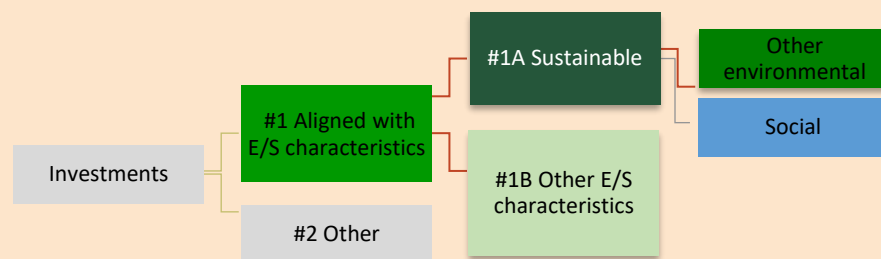 Investments
#1 Aligned with
E/S characteristics
#2 Other
#1A Sustainable
#1B Other E/S
characteristics
Other
environmental
Social